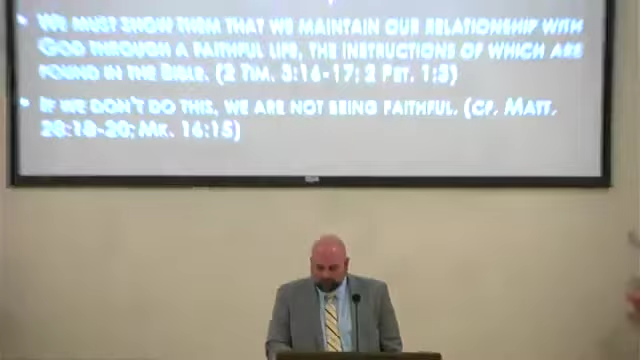 • We must show them that we maintain our relationship with
God through a faithful life, the instructions of which are
found in the Bible. (2 Tim. 3:16-17; 2 Pet. 1:3)
• If we don't do this, we are not being faithful. (cf. Matt.
28:18-20; Mk. 16:15)